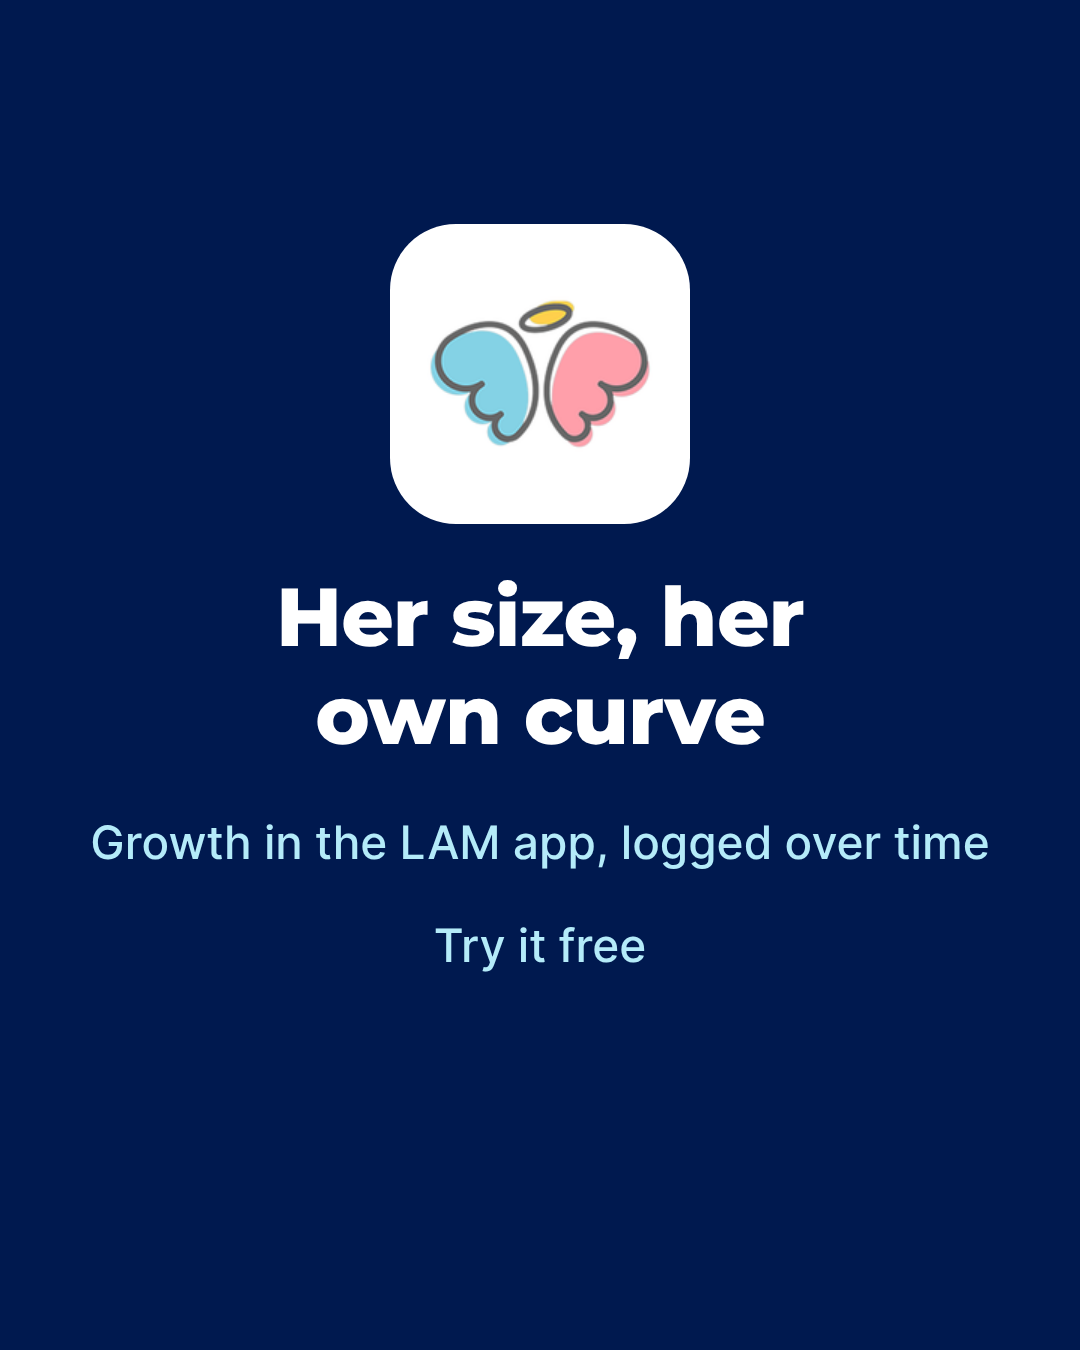 Her size, her
own curve
Growth in the LAM app, logged over time
Try it free